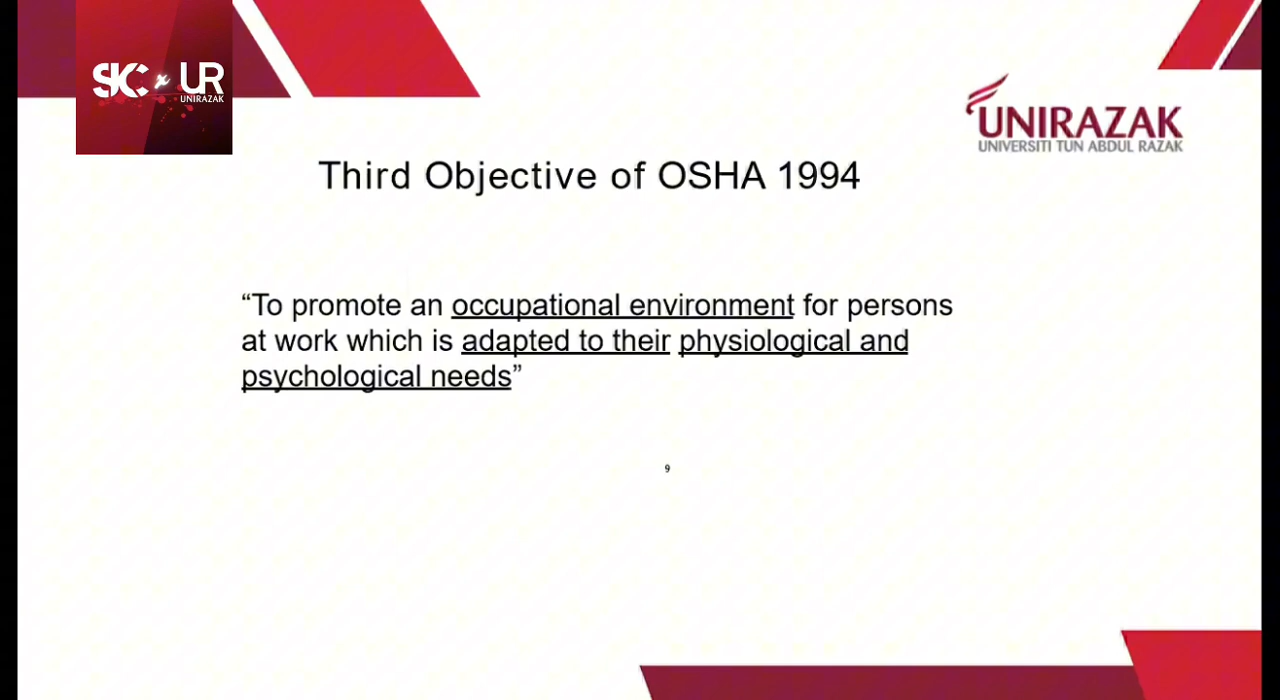 SIC x UR
UNIRAZAK
UNIRAZAK
UNIVERSITI TUN ABDUL RAZAK
Third Objective of OSHA 1994
“To promote an occupational environment for persons
at work which is adapted to their physiological and
psychological needs”
9